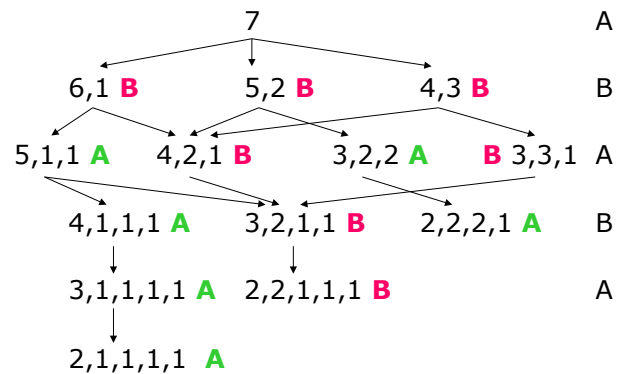 7 A
6,1 B 5,2 B 4,3 B B
5,1,1 A 4,2,1 B 3,2,2 A B 3,3,1 A
4,1,1,1 A 3,2,1,1 B 2,2,2,1 A B
3,1,1,1,1 A 2,2,1,1,1 B A
2,1,1,1,1 A